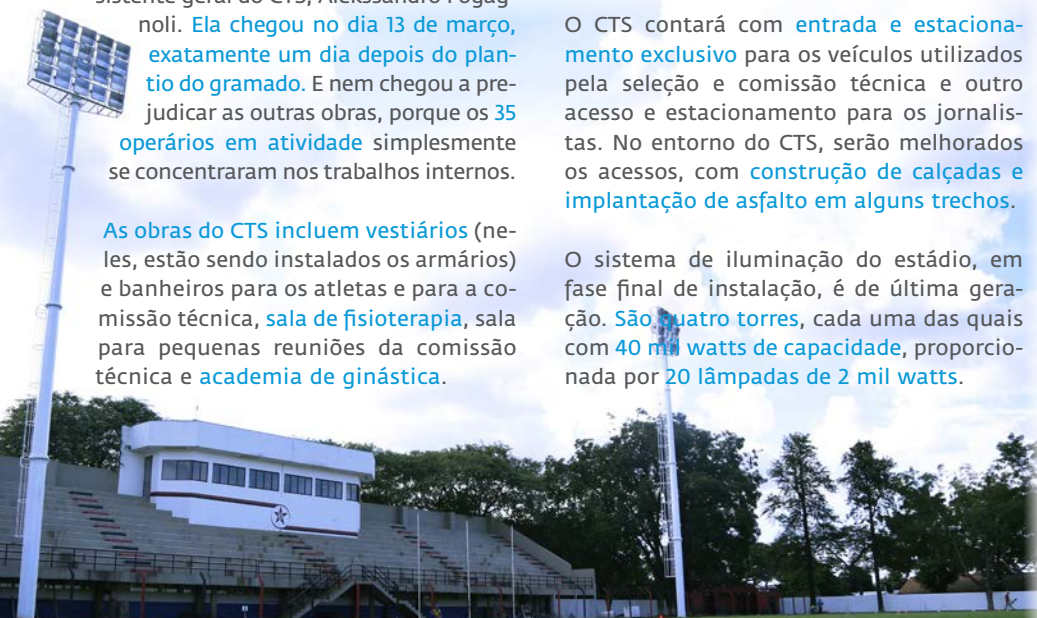 sistente geral do CTS, Alekssandro Fogag-
noli. Ela chegou no dia 13 de março,
exatamente um dia depois do plan-
tio do gramado. E nem chegou a pre-
judicar as outras obras, porque os 35
operários em atividade simplesmente
se concentraram nos trabalhos internos.
As obras do CTS incluem vestiários (ne-
les, estão sendo instalados os armários)
e banheiros para os atletas e para a co-
missão técnica, sala de fisioterapia, sala
para pequenas reuniões da comissão
técnica e academia de ginástica.
O CTS contará com entrada e estaciona-
mento exclusivo para os veículos utilizados
pela seleção e comissão técnica e outro
acesso e estacionamento para os jornalis-
tas. No entorno do CTS, serão melhorados
os acessos, com construção de calçadas e
implantação de asfalto em alguns trechos.
O sistema de iluminação do estádio, em
fase final de instalação, é de última gera-
ção. São quatro torres, cada uma das quais
com 40 mil watts de capacidade, proporcio-
nada por 20 lâmpadas de 2 mil watts.